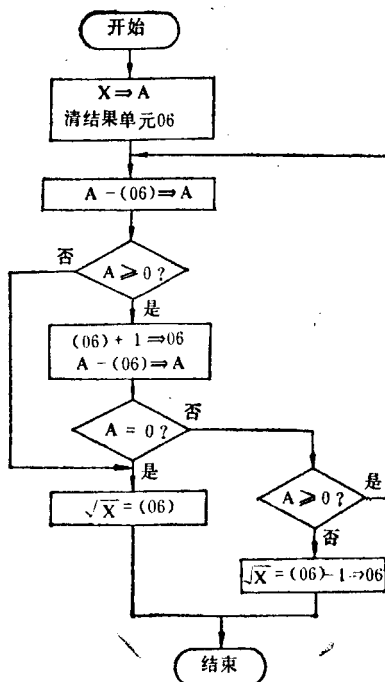 开始
X⇒A
清结果单元06
A-(06)⇒A
否
A≥0?
是
(06)+1⇒06
A-(06)⇒A
否
A=0?
是
√X=(06)
A≥0?
是
否
√X=(06)-1⇒06
结束